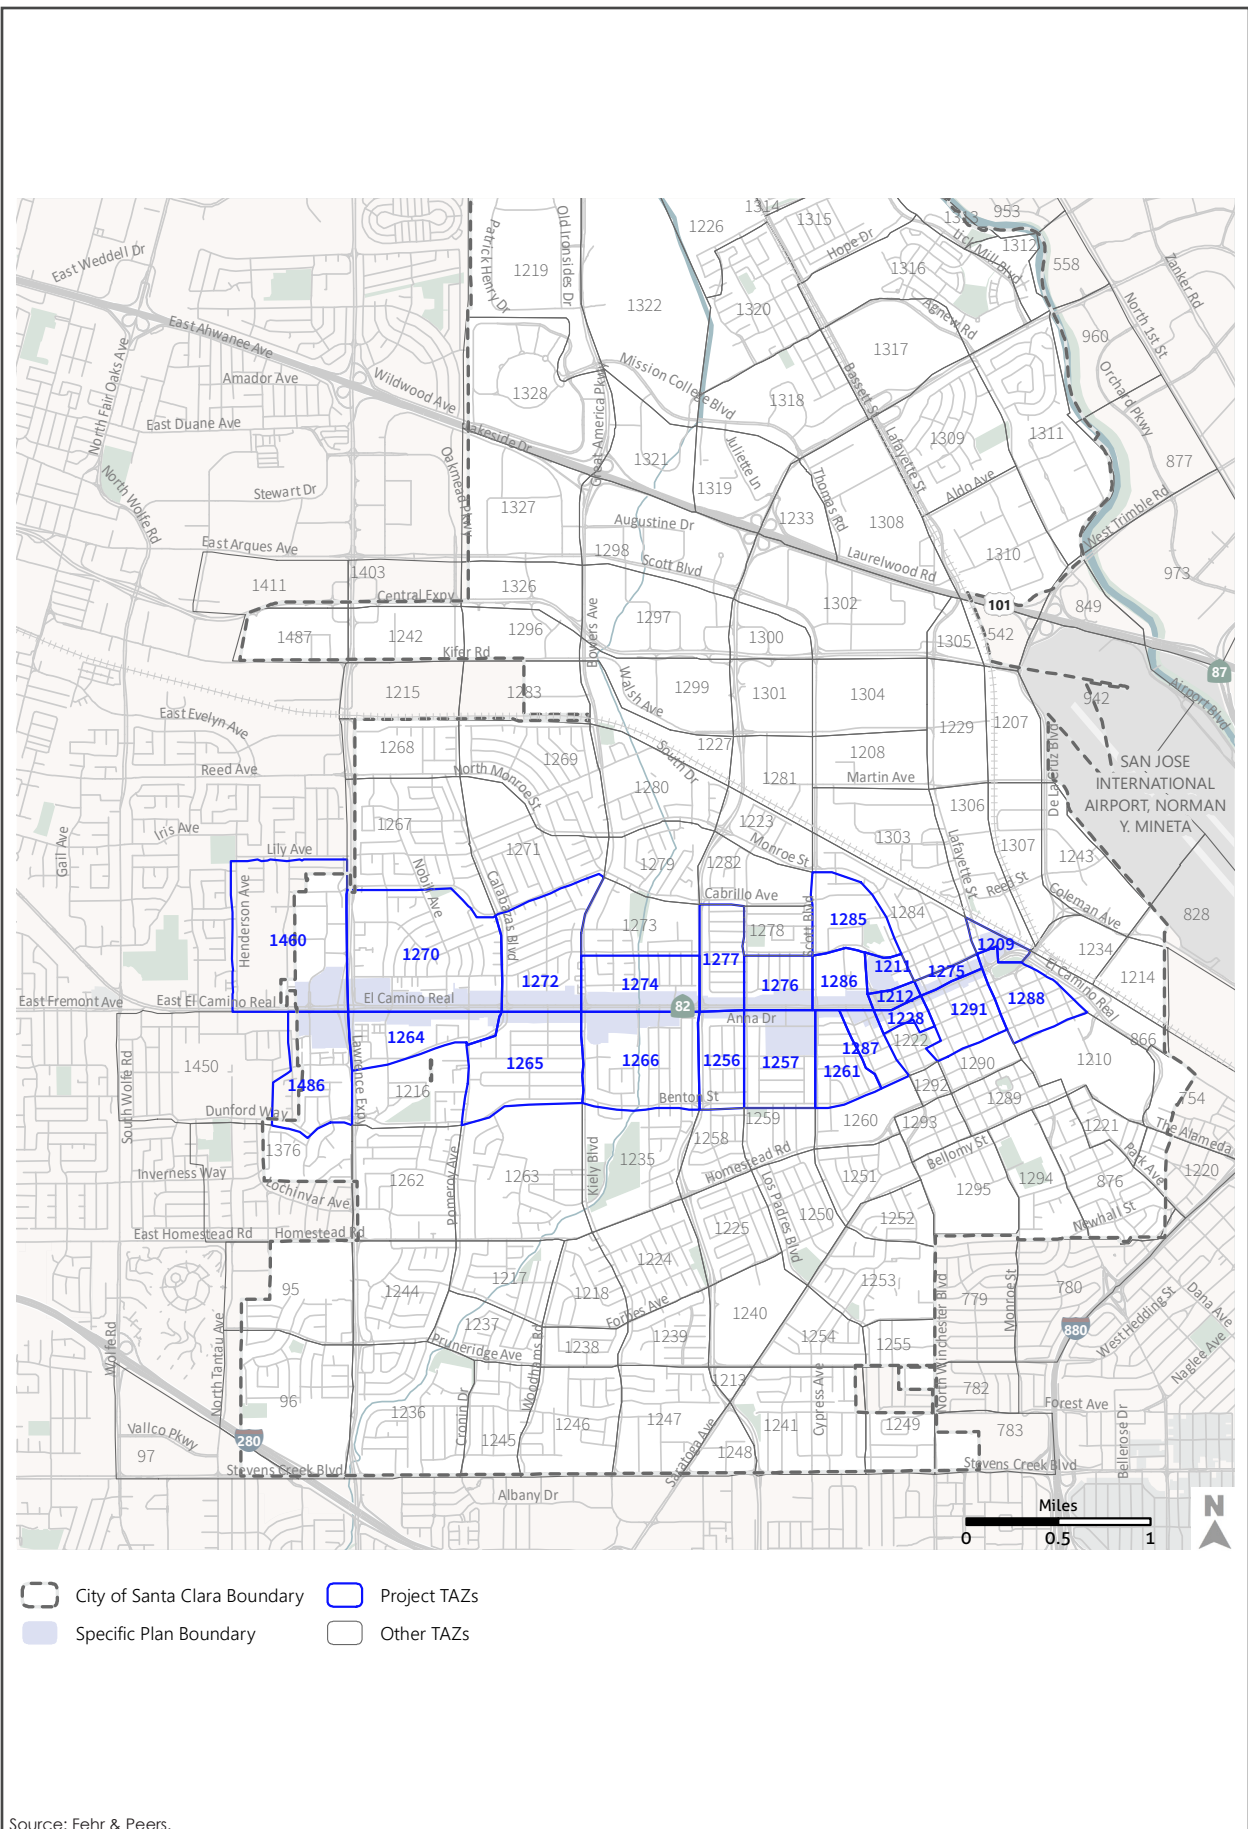 1314
1315
1313
953
1226
Hope Dr
Lick Mill Blvd
1312
558
East Weddell Dr
Patrick Henry Dr
1219
Old Ironsides Dr
1316
Zanker Rd
1322
1320
Agnew Rd
North 1st St
960
East Ahwanee Ave
North Fair Oaks Ave
1317
Amador Ave
Wildwood Ave
1328
Mission College Blvd
Bassett St
Orchard Pkwy
1318
Great America Pkwy
East Duane Ave
Lakeside Dr
1309
1311
Lafayette St
877
Oakmead Pkwy
1321
Juliette Ln
Thomas Rd
Aldo Ave
North Wolfe Rd
Stewart Dr
1319
1327
Augustine Dr
1233
1308
West Trimble Rd
East Arques Ave
1298
Scott Blvd
Laurelwood Rd
1310
973
1411
1403
1326
Central Expy
1302
101
849
1297
1487
1242
1296
1300
1305
542
Kifer Rd
Bowers Ave
87
1215
1283
Walsh Ave
1299
1301
1304
942
Airport Blvd
East Evelyn Ave
1229
1207
1268
1269
1227
South Dr
1208
De La Cruz Blvd
SAN JOSE
INTERNATIONAL
AIRPORT, NORMAN
Y. MINETA
Reed Ave
North Monroe St
1280
1281
Martin Ave
1306
Gail Ave
Iris Ave
1267
1223
1303
1307
Lily Ave
1271
1279
1282
Monroe St
Lafayette St
1243
Nobili Ave
Calabazas Blvd
Cabrillo Ave
Reed St
Coleman Ave
Henderson Ave
1273
1278
Scott Blvd
1285
1284
828
1460
1270
1277
1211
1209
1234
1272
1274
1276
1286
1275
El Camino Real
1214
East Fremont Ave
East El Camino Real
El Camino Real
82
1212
1288
Anna Dr
1228
1291
1264
1222
866
South Wolfe Rd
1450
Lawrence Expy
1265
1266
1256
1257
1287
1261
1290
1210
1486
1216
1292
1289
754
Dunford Way
Benton St
1259
1260
1293
1221
The Alameda
1376
1258
Park Ave
Inverness Way
Kiely Blvd
1235
Homestead Rd
Bellomy St
1220
1262
Pomeroy Ave
1263
1251
1294
876
Lochinvar Ave
Los Padres Blvd
1295
East Homestead Rd
Homestead Rd
1225
1250
1252
Newhall St
1224
95
1244
1217
1218
1253
780
Dana Ave
779
Monroe St
1237
Forbes Ave
1240
North Winchester Blvd
West Hedding St
880
Wolfe Rd
North Tantau Ave
Pruneridge Ave
1238
1239
1254
1255
Naglee Ave
Woodhams Rd
1213
782
96
Cypress Ave
Forest Ave
1236
Cronin Dr
1246
1247
1241
1249
783
Bellerose Dr
Vallco Pkwy
280
1245
Saratoga Ave
1248
97
Stevens Creek Blvd
Stevens Creek Blvd
Albany Dr
Miles
0 0.5 1
N
City of Santa Clara Boundary
Project TAZs
Specific Plan Boundary
Other TAZs
Source: Fehr & Peers.